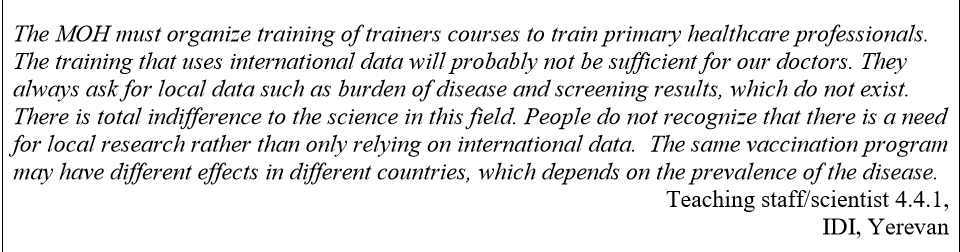 The MOH must organize training of trainers courses to train primary healthcare professionals.
The training that uses international data will probably not be sufficient for our doctors. They
always ask for local data such as burden of disease and screening results, which do not exist.
There is total indifference to the science in this field. People do not recognize that there is a need
for local research rather than only relying on international data.  The same vaccination program
may have different effects in different countries, which depends on the prevalence of the disease.
Teaching staff/scientist 4.4.1,
IDI, Yerevan